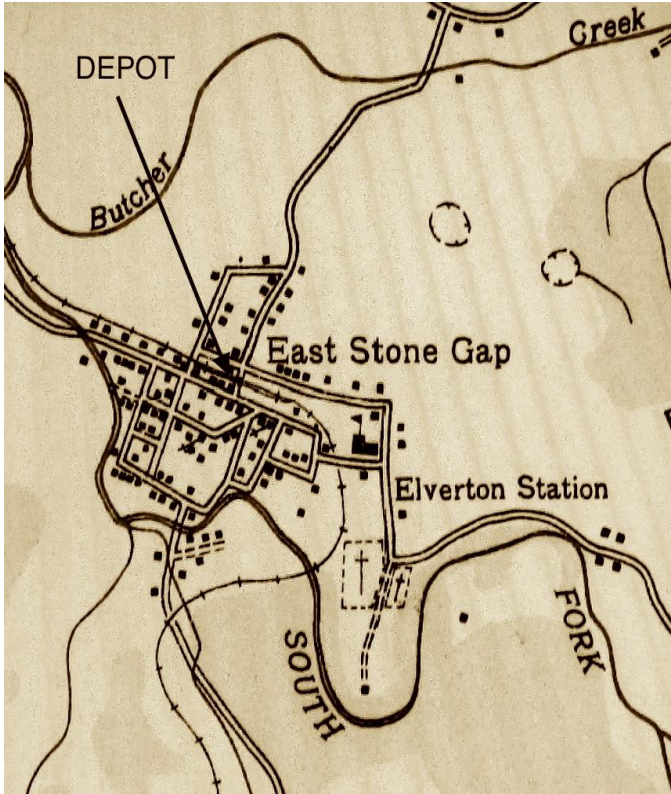 Creek
DEPOT
Butcher
East Stone Gap
Elverton Station
SOUTH
FORK